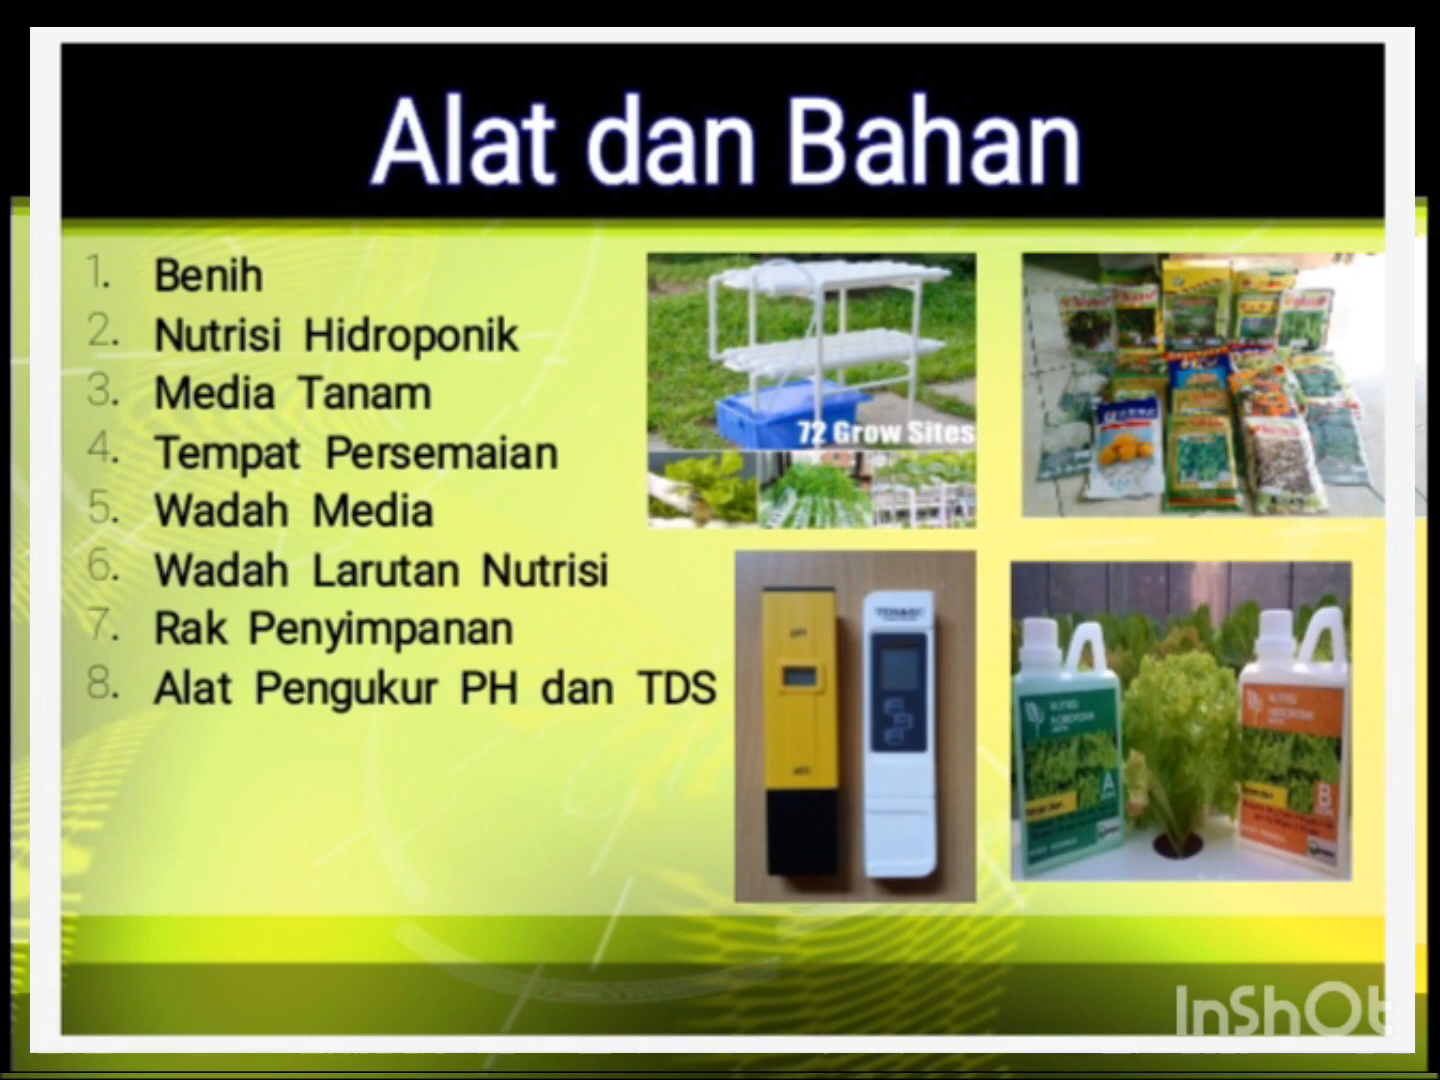 Alat dan Bahan
1. Benih
2. Nutrisi Hidroponik
3. Media Tanam
4. Tempat Persemaian
5. Wadah Media
6. Wadah Larutan Nutrisi
7. Rak Penyimpanan
8. Alat Pengukur PH dan TDS
72 Grow Sites
A
B
InShOt